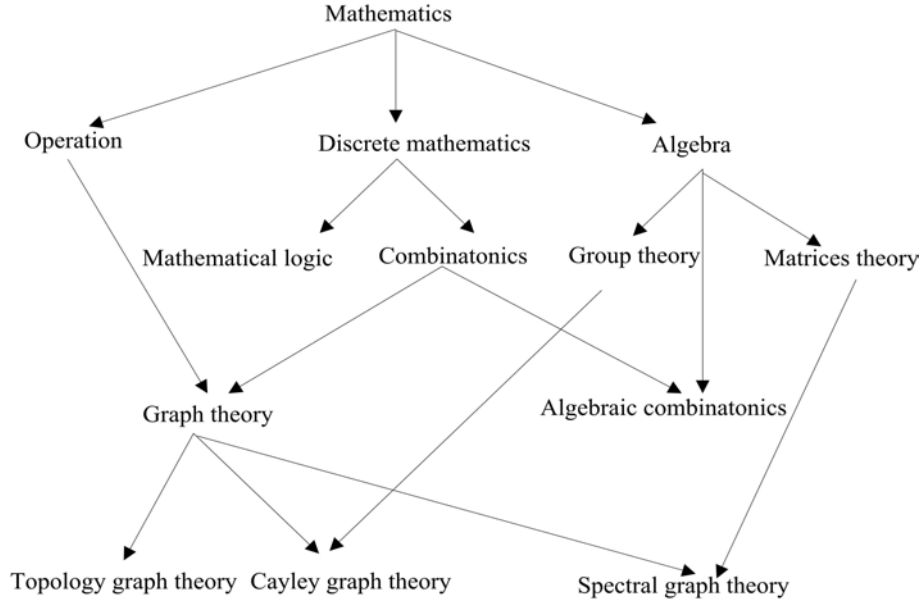 Mathematics
Operation
Discrete mathematics
Algebra
Mathematical logic
Combinatonics
Group theory
Matrices theory
Graph theory
Algebraic combinatonics
Topology graph theory
Cayley graph theory
Spectral graph theory